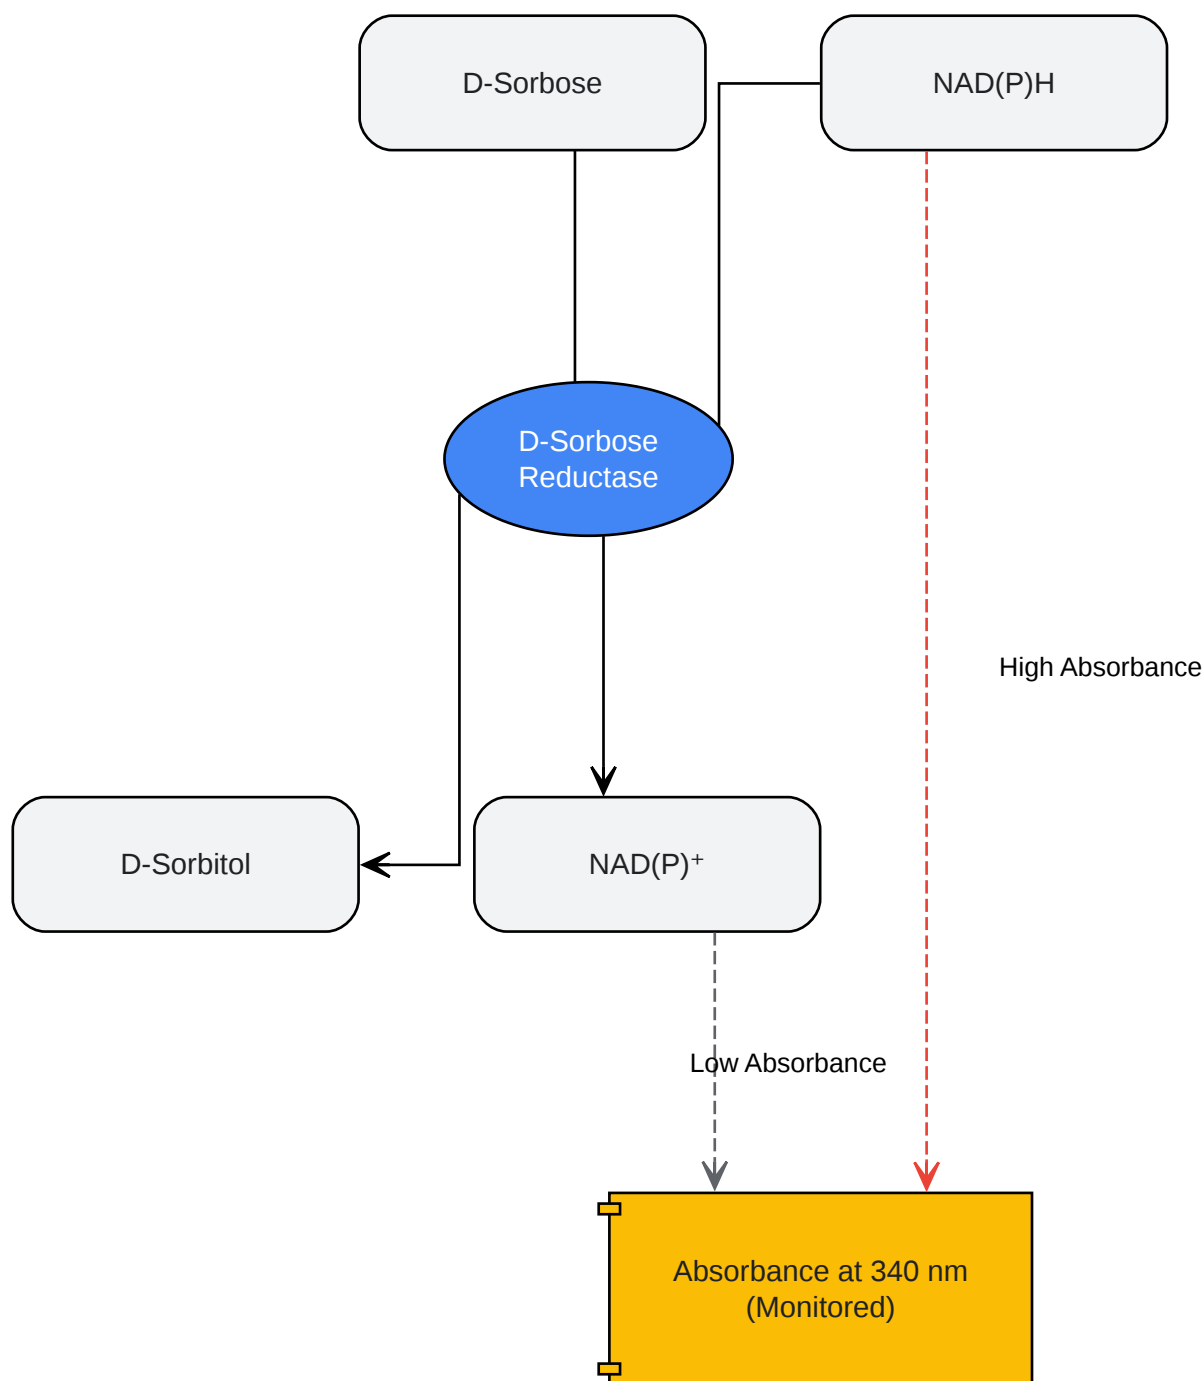 D-Sorbose
NAD(P)H
D-Sorbose
Reductase
High Absorbance
D-Sorbitol
NAD(P)⁺
Low Absorbance
Absorbance at 340 nm
(Monitored)